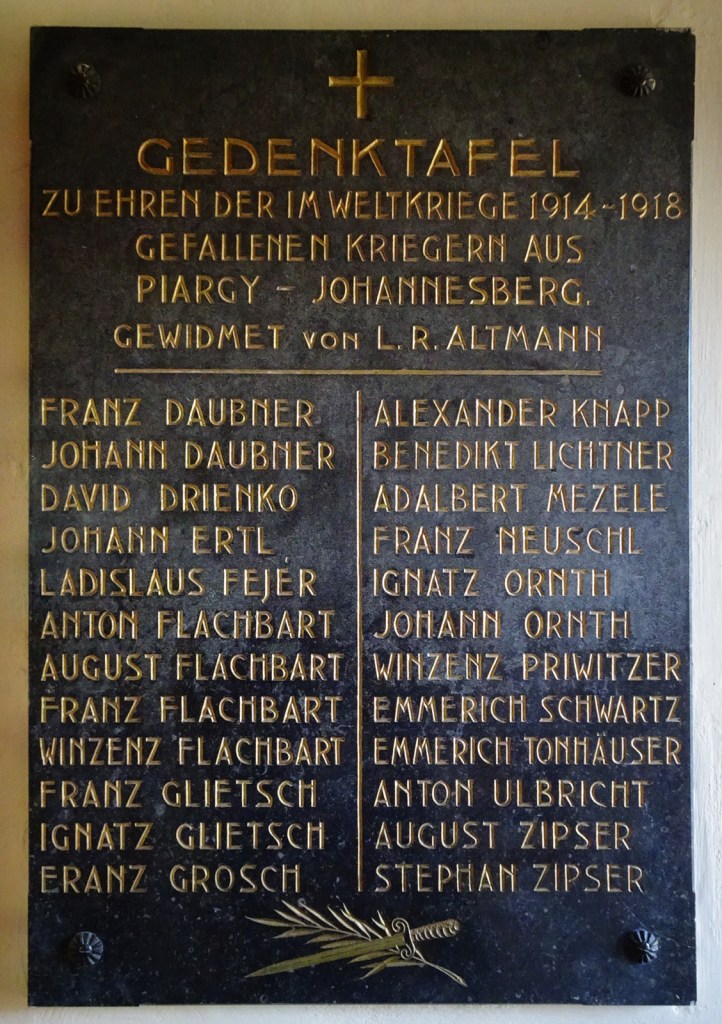 GEDENKTAFEL
ZU EHREN DER IM WELTKRIEGE 1914-1918
GEFALLENEN KRIEGERN AUS
PIARGY - JOHANNESBERG.
GEWIDMET VON L. R. ALTMANN
FRANZ DAUBNER
JOHANN DAUBNER
DAVID DRIENKO
JOHANN ERTL
LADISLAUS FEJÉR
ANTON FLACHBART
AUGUST FLACHBART
FRANZ FLACHBART
WINZENZ FLACHBART
FRANZ GLIETSCH
IGNATZ GLIETSCH
FRANZ GROSCH
ALEXANDER KNAPP
BENEDIKT LICHTNER
ADALBERT MEZELE
FRANZ NEUSCHL
IGNATZ ORNTH
JOHANN ORNTH
WINZENZ PRIWITZER
EMMERICH SCHWARTZ
EMMERICH TONHÄUSER
ANTON ULBRICHT
AUGUST ZIPSER
STEPHAN ZIPSER